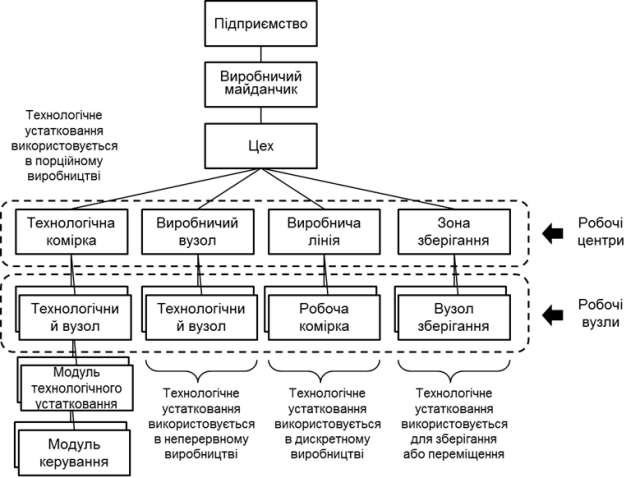 Підприємство
Виробничий
майданчик
Цех
Технологічне
устатковання
використовується
в порційному
виробництві
Технологічна
комірка
Виробничий
вузол
Виробнича
лінія
Зона
зберігання
Робочі
центри
Технологічни
й вузол
Технологічни
й вузол
Робоча
комірка
Вузол
зберігання
Робочі
вузли
Модуль
технологічного
устатковання
Модуль
керування
Технологічне
устатковання
використовується
в неперервному
виробництві
Технологічне
устатковання
використовується
в дискретному
виробництві
Технологічне
устатковання
використовується
для зберігання
або переміщення